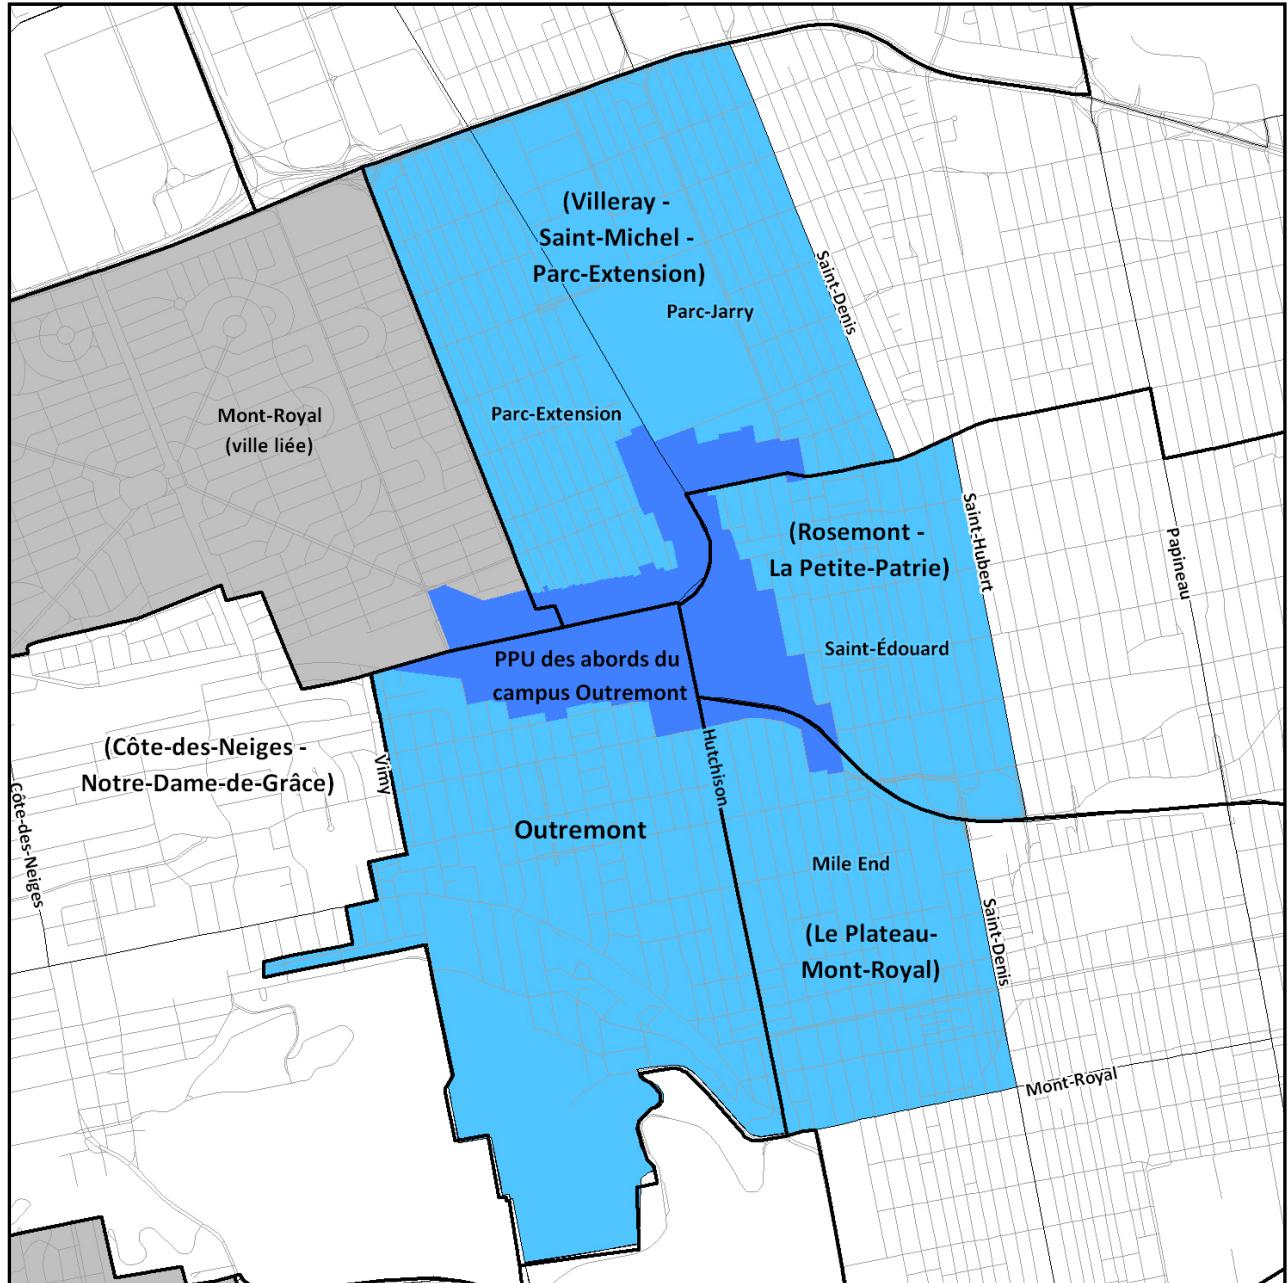 (Villeray -
Saint-Michel -
Parc-Extension)
Parc-Jarry
Saint-Denis
Mont-Royal
(ville liée)
Parc-Extension
(Rosemont -
La Petite-Patrie)
Saint-Hubert
Papineau
Saint-Édouard
PPU des abords du
campus Outremont
(Côte-des-Neiges -
Notre-Dame-de-Grâce)
Vimy
Hutchison
Côte-des-Neiges
Outremont
Mile End
(Le Plateau-
Mont-Royal)
Saint-Denis
Mont-Royal